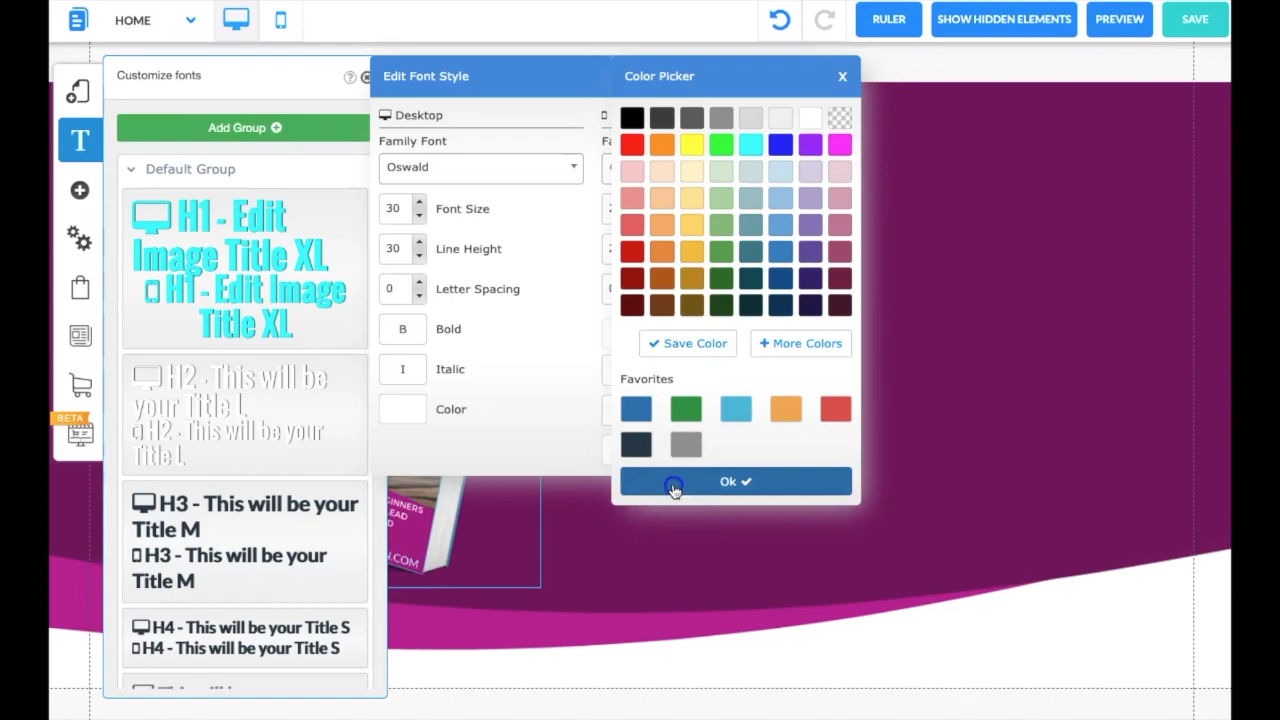 HOME
RULER
SHOW HIDDEN ELEMENTS
PREVIEW
SAVE
Customize fonts
?
Edit Font Style
Color Picker
X
Add Group
Default Group
H1 - Edit
Image Title XL
H1 - Edit Image
Title XL
H2 - This will be
your Title L
H2 - This will be your
Title L
H3 - This will be your
Title M
H3 - This will be your
Title M
H4 - This will be your Title S
H4 - This will be your Title S
BETA
Desktop
Family Font
Oswald
30
Font Size
30
Line Height
0
Letter Spacing
B
Bold
I
Italic
Color
Save Color
+ More Colors
Favorites
Ok
.COM